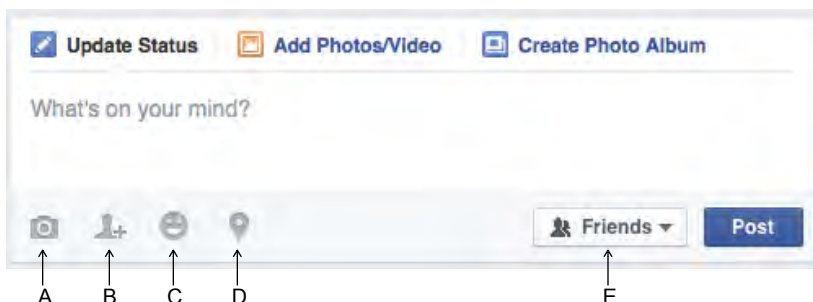 Update Status Add Photos/Video Create Photo Album
What's on your mind?
Friends Post
A B C D E